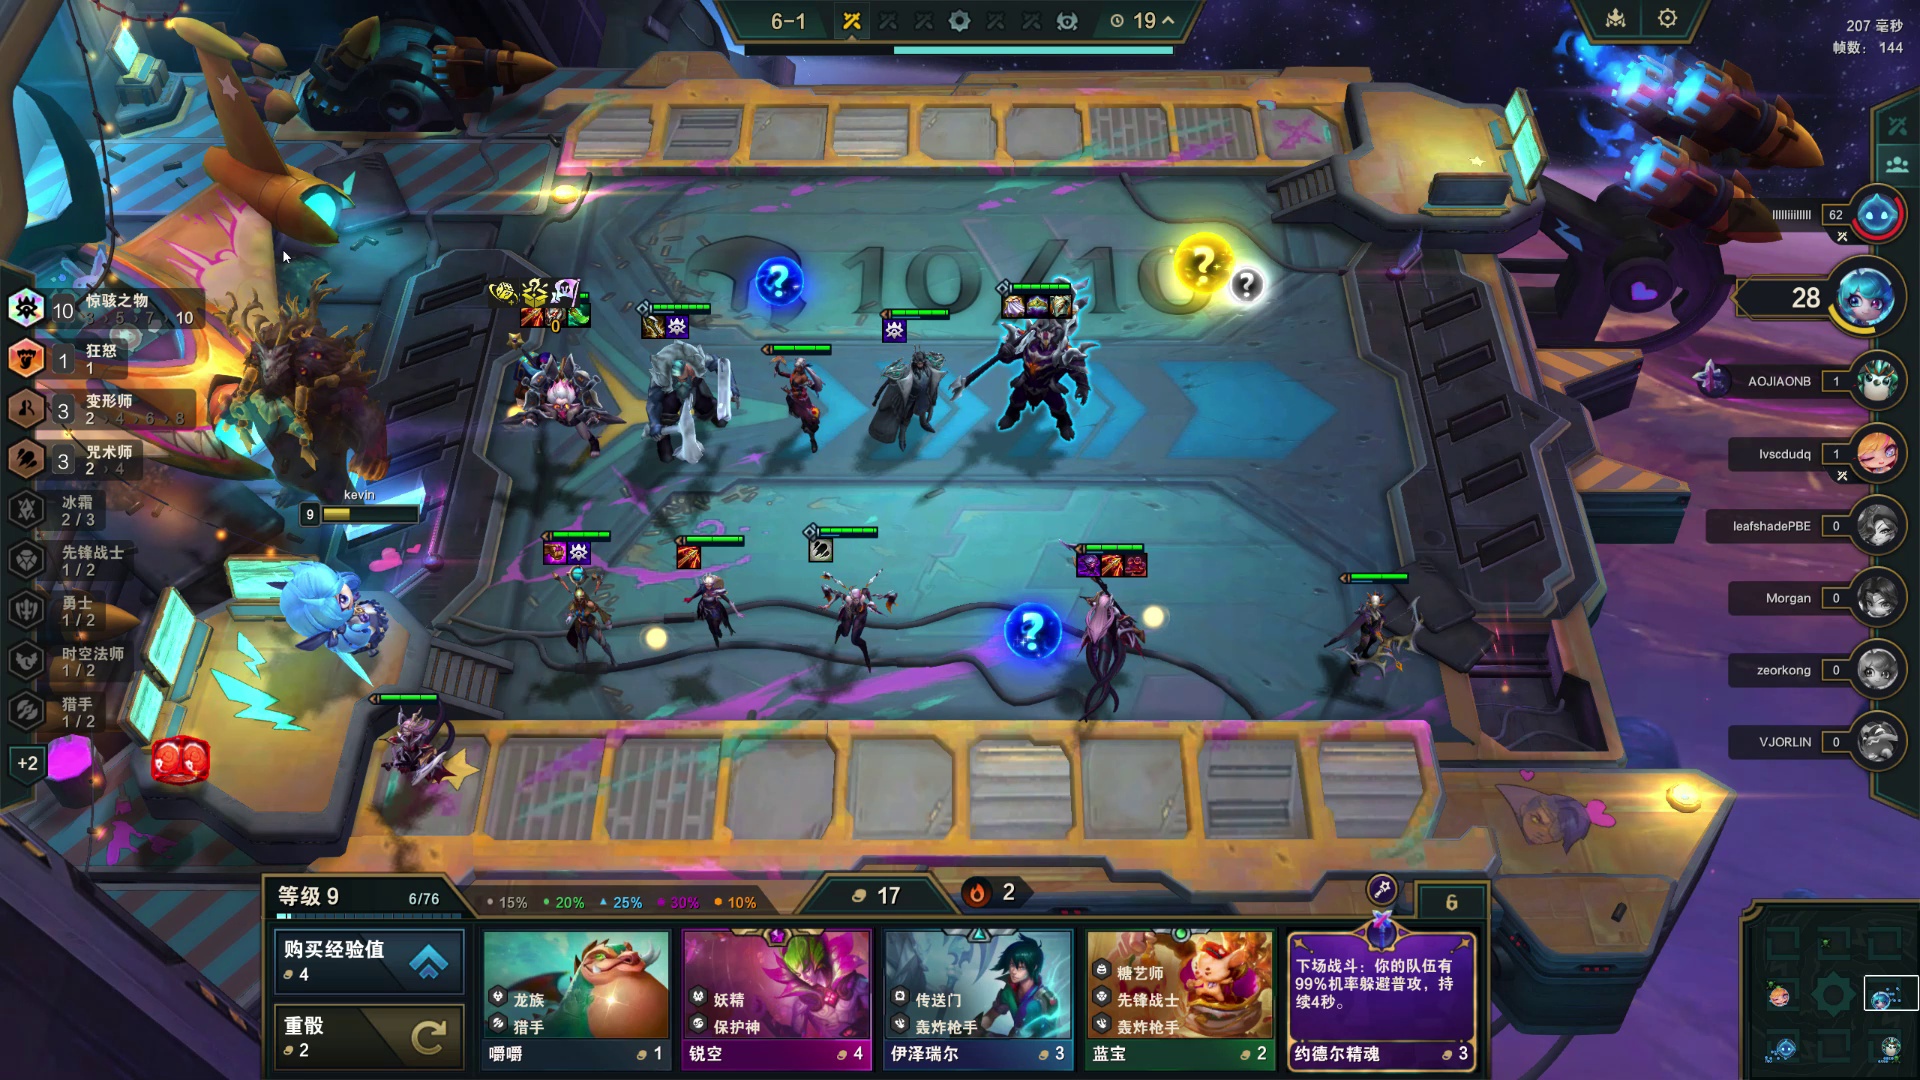 6–1
19
207 毫秒
帧数: 144
10/10
62
28
AOJIAONB
1
lvscdudq
1
leafshadePBE
0
Morgan
0
zeorkong
0
VJORLIN
0
10
惊骇之物
3 › 5 › 7 › 10
1
狂怒
1
3
变形师
2 › 4 › 6 › 8
3
咒术师
2 › 4
冰霜
2 / 3
先锋战士
1 / 2
勇士
1 / 2
时空法师
1 / 2
猎手
1 / 2
+2
0
kevin
9
等级 9
6/76
15%
20%
25%
30%
10%
17
2
6
购买经验值
4
重骰
2
龙族
猎手
嚼嚼
1
妖精
保护神
锐空
4
传送门
轰炸枪手
伊泽瑞尔
3
糖艺师
先锋战士
轰炸枪手
蓝宝
2
下场战斗：你的队伍有
99%机率躲避普攻，持
续4秒。
约德尔精魂
3